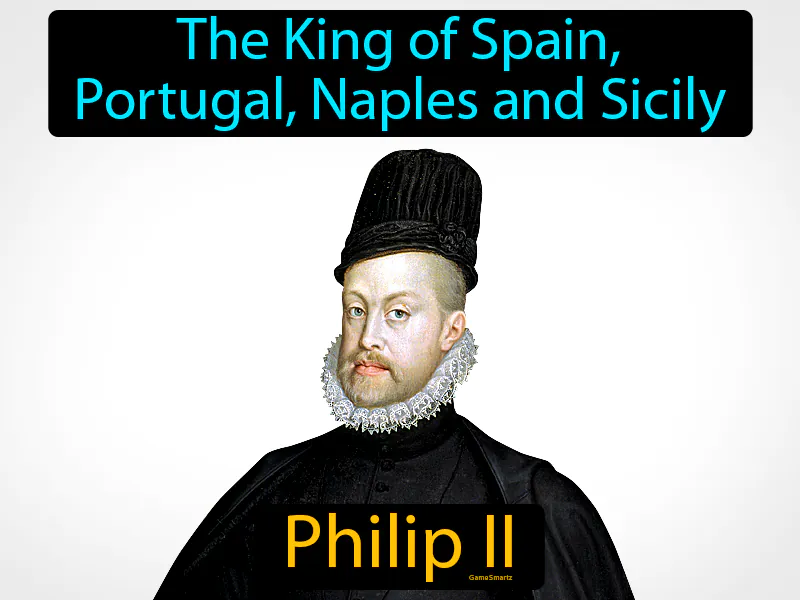 The King of Spain,
Portugal, Naples and Sicily
Philip II
GameSmartz